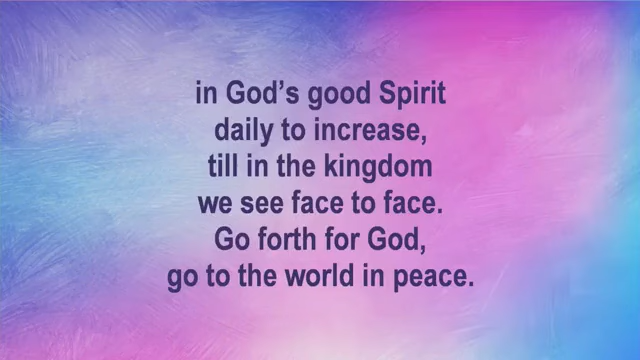 in God’s good Spirit
daily to increase,
till in the kingdom
we see face to face.
Go forth for God,
go to the world in peace.